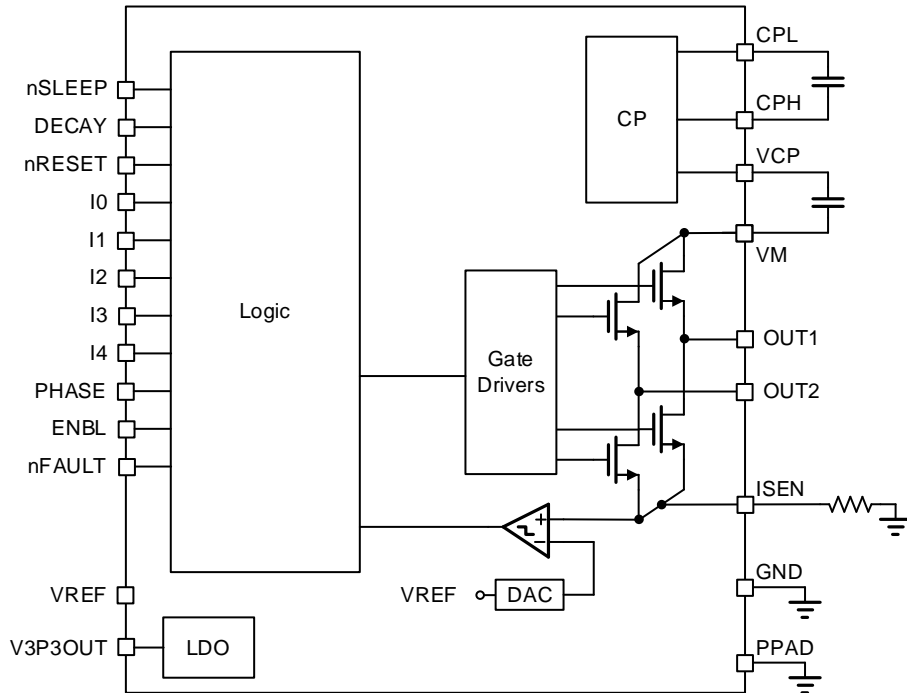 nSLEEP
DECAY
nRESET
I0
I1
I2
I3
I4
PHASE
ENBL
nFAULT
VREF
V3P3OUT
Logic
LDO
Gate
Drivers
VREF
DAC
+
−
CP
CPL
CPH
VCP
VM
OUT1
OUT2
ISEN
GND
PPAD